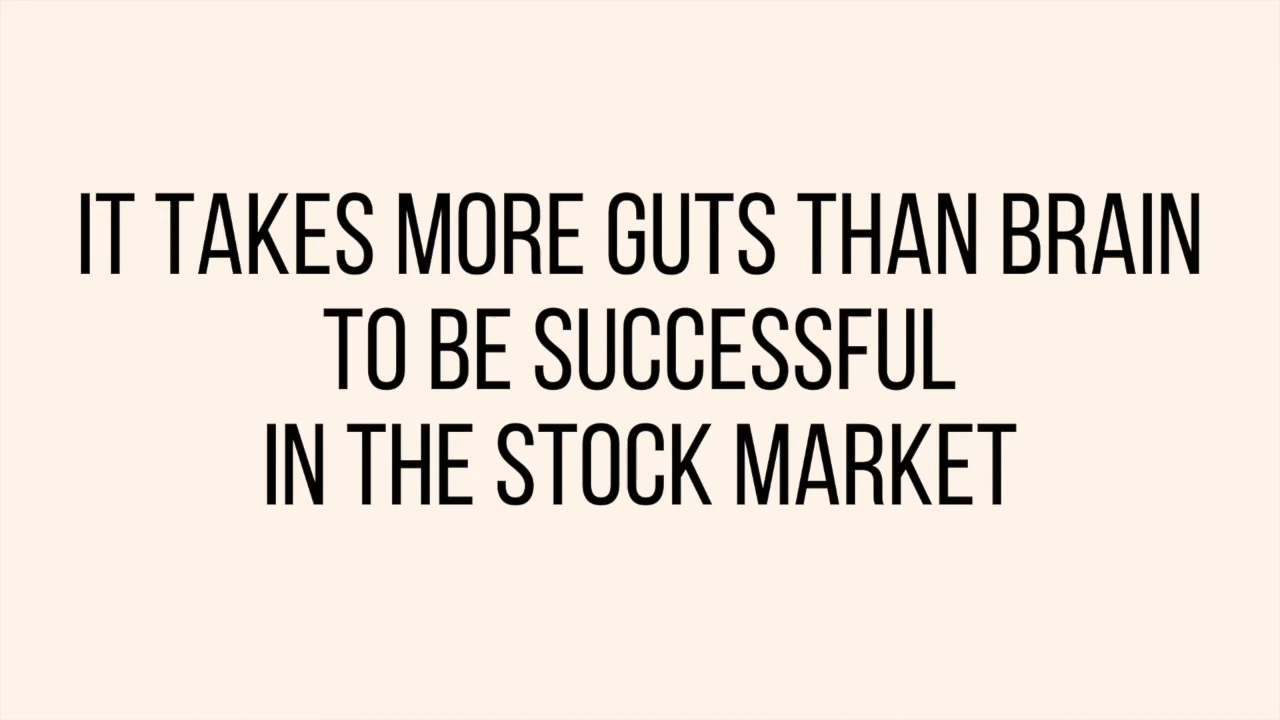 IT TAKES MORE GUTS THAN BRAIN
TO BE SUCCESSFUL
IN THE STOCK MARKET